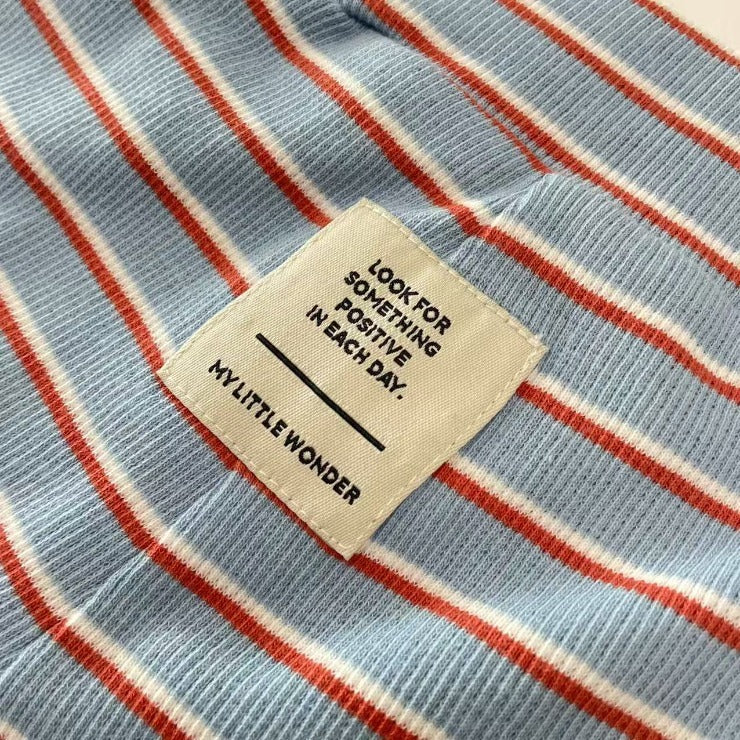 LOOK FOR
SOMETHING
POSITIVE
IN EACH DAY.
MY LITTLE WONDER